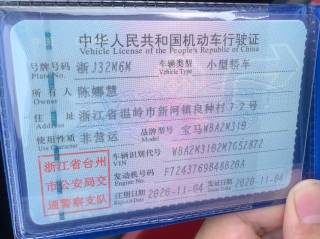 中华人民共和国机动车行驶证
Vehicle License of the People's Republic of China
号牌号码 浙J32M6M 车辆类型 小型轿车
Plate No. Vehicle Type
所有人 陈娜慧
Owner
住址 浙江省温岭市新河镇良种村72号
Address
使用性质 非营运 品牌型号 宝马WBA2M310
Use Character Model
浙江省台州
市公安局交
通警察支队
车辆识别代号
VIN
发动机号码
Engine No.
注册日期 2020-11-04 发证日期 2020-11-04
Register Date Issue Date